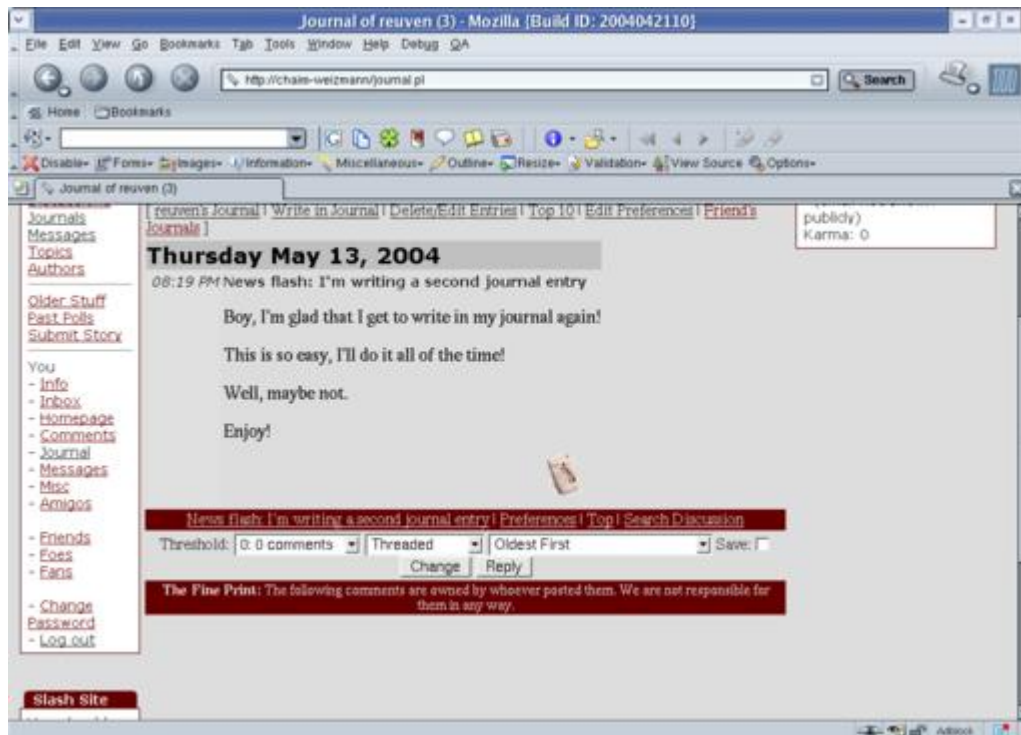 Journal of reuven (3) - Mozilla {Build ID: 2004042110}
File Edit View Go Bookmarks Tab Tools Window Help Debug QA
http://chaim-weizmann/journal.pl Search
Home Bookmarks
Disable Forms Images Information Miscellaneous Outline Resize Validation View Source Options
Journal of reuven (3)
Journals
Messages
Topics
Authors
Older Stuff
Past Polls
Submit Story
You
- Info
- Inbox
- Homepage
- Comments
- Journal
- Messages
- Misc
- Amigos
- Friends
- Foes
- Fans
- Change
Password
- Log out
Slash Site
[ reuven's Journal | Write in Journal | Delete/Edit Entries | Top 10 | Edit Preferences | Friend's
Journals ]
Thursday May 13, 2004
08:19 PM News flash: I'm writing a second journal entry
Boy, I'm glad that I get to write in my journal again!
This is so easy, I'll do it all of the time!
Well, maybe not.
Enjoy!
News flash: I'm writing a second journal entry | Preferences | Top | Search Discussion
Threshold: 0: 0 comments Threaded Oldest First Save:
Change Reply
The Fine Print: The following comments are owned by whoever posted them. We are not responsible for
them in any way.
publicly)
Karma: 0
Adblock